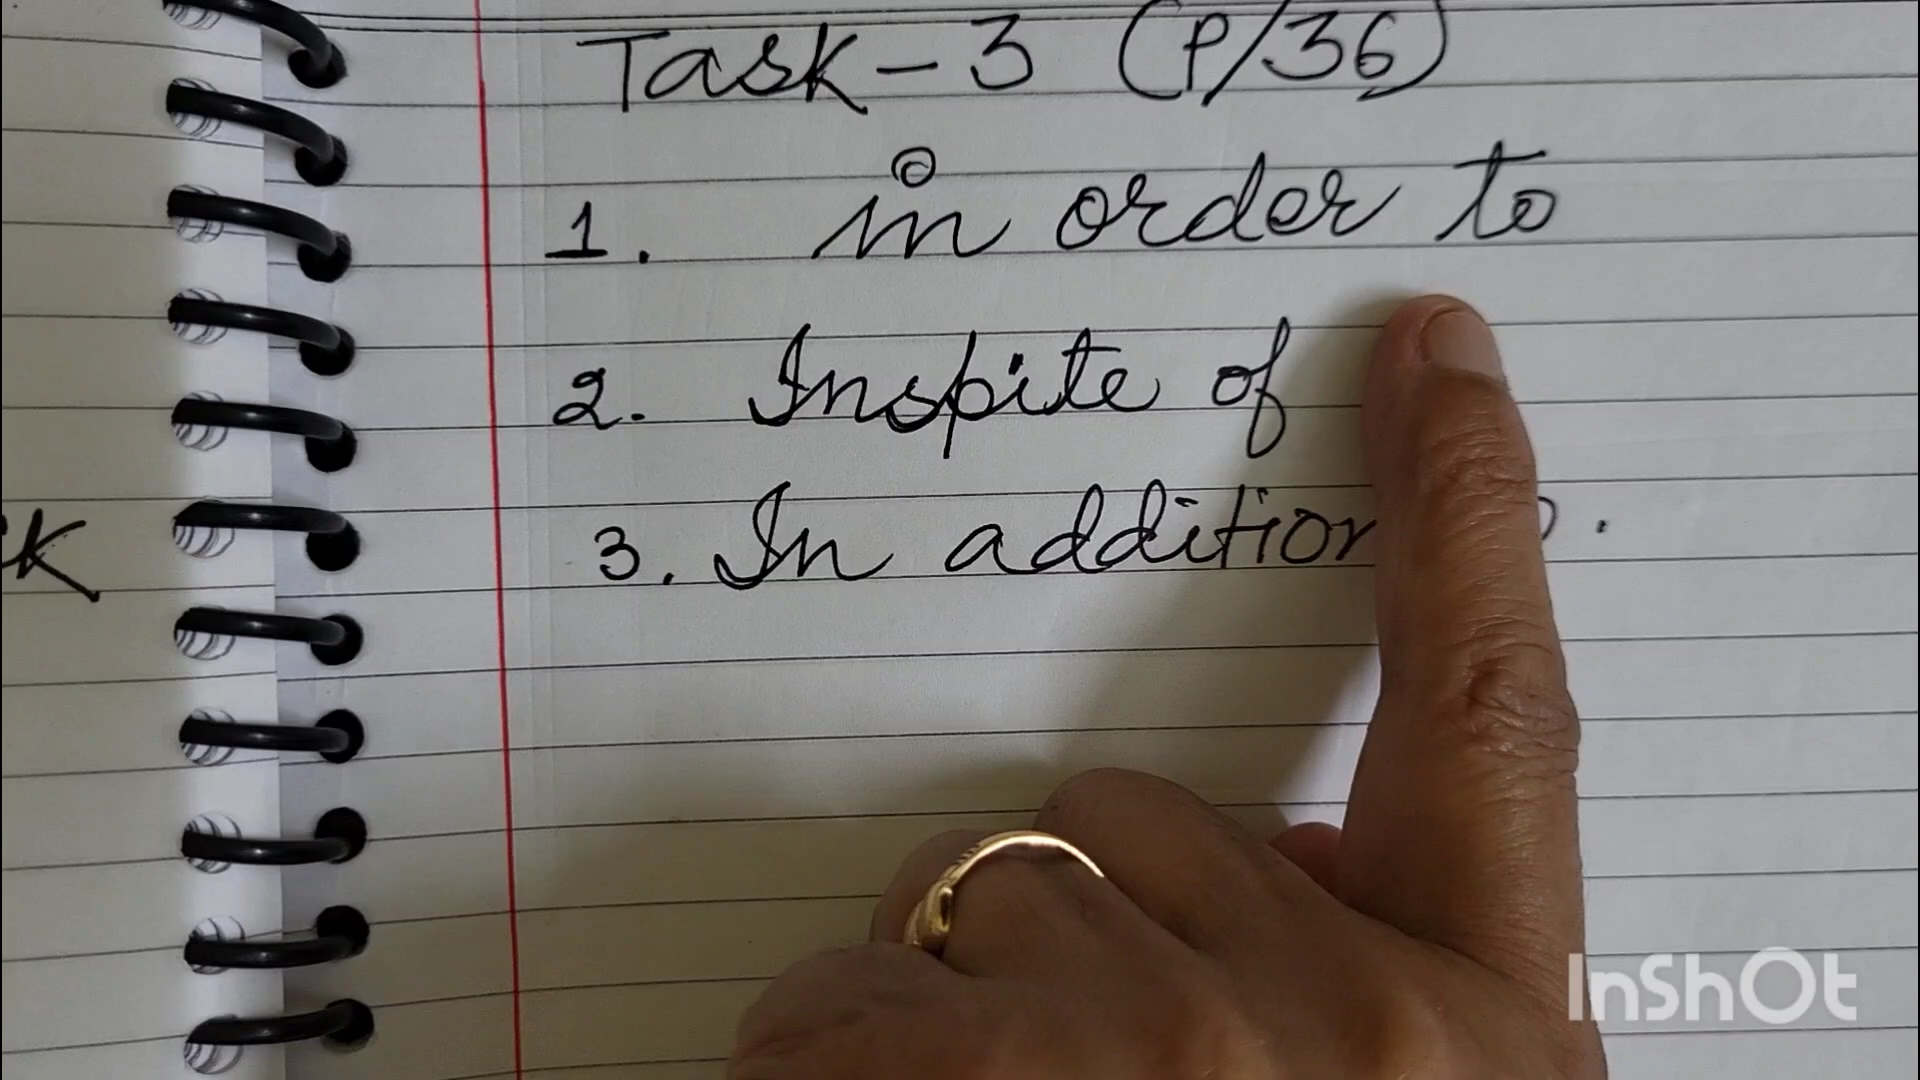 Task-3 (P/36)
1. in order to
2. Inspite of
3. In addition
InShOt